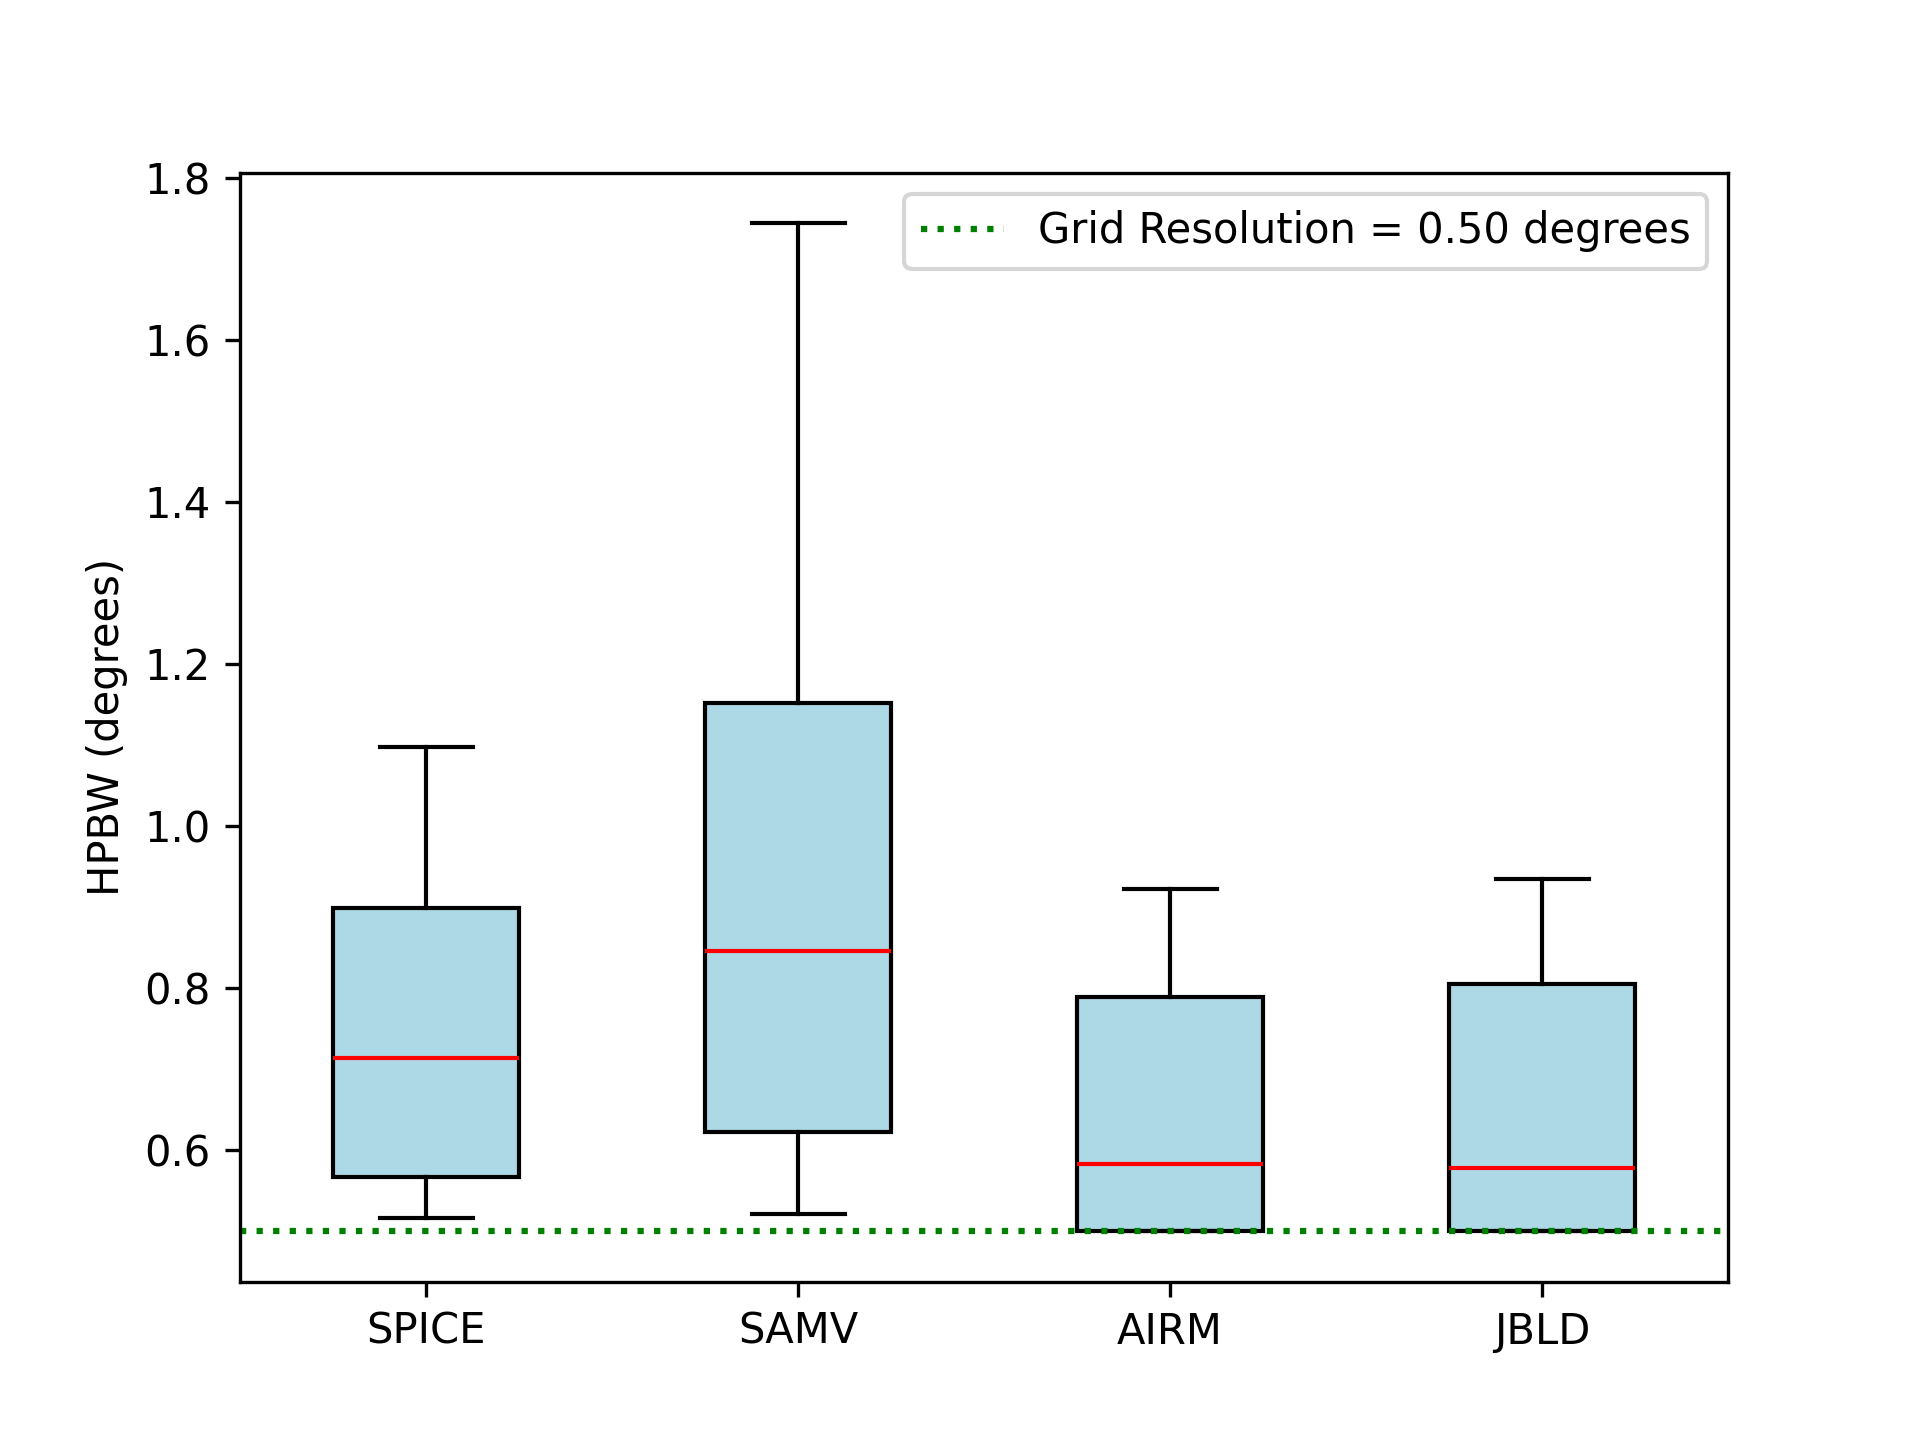 Grid Resolution = 0.50 degrees
HPBW (degrees)
1.8
1.6
1.4
1.2
1.0
0.8
0.6
SPICE SAMV AIRM JBLD